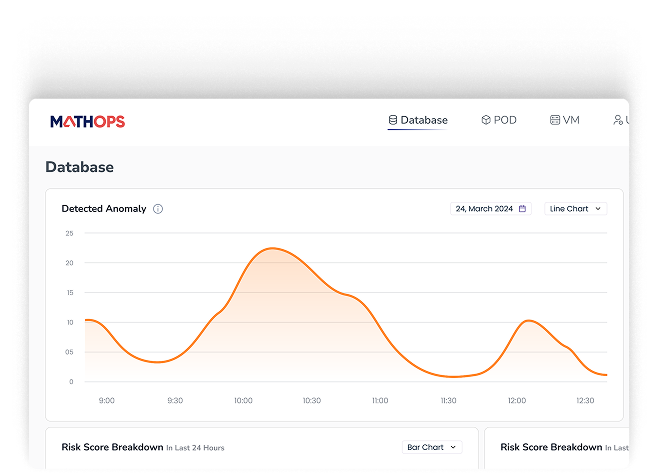 MATHOPS
Database POD VM
Database
Detected Anomaly 24, March 2024 Line Chart
25
20
15
10
05
0
9:00 9:30 10:00 10:30 11:00 11:30 12:00 12:30
Risk Score Breakdown In Last 24 Hours Bar Chart
Risk Score Breakdown In Last